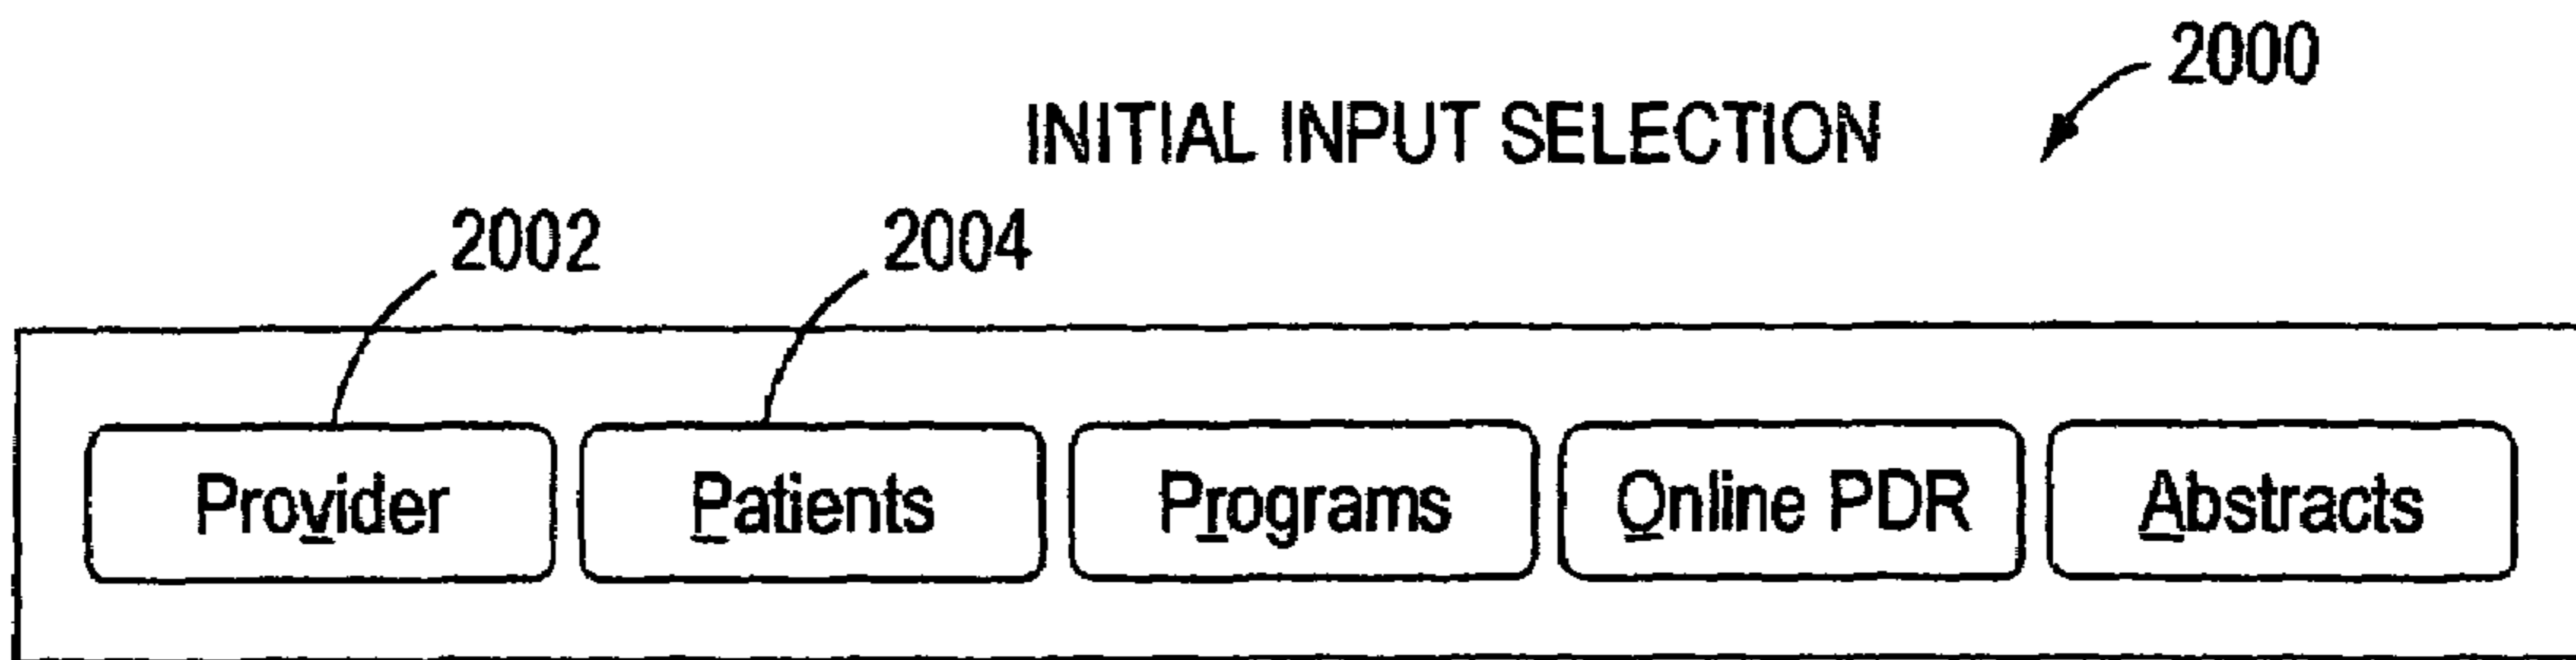 2000
INITIAL INPUT SELECTION
2002 2004
Provider Patients Programs Online PDR Abstracts